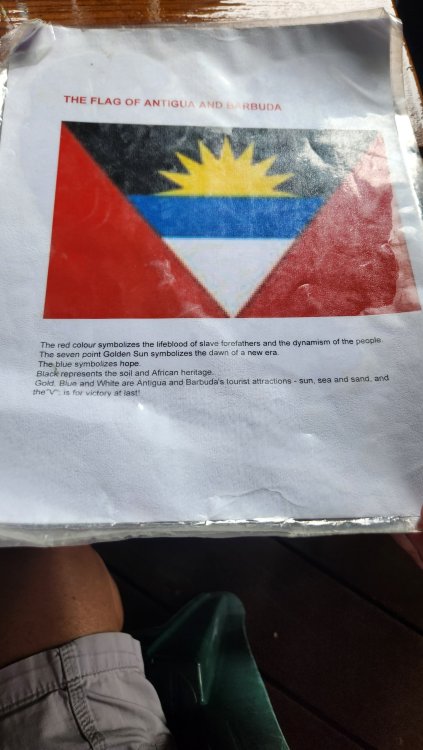 THE FLAG OF ANTIGUA AND BARBUDA
The red colour symbolizes the lifeblood of slave forefathers and the dynamism of the people.
The seven point Golden Sun symbolizes the dawn of a new era.
The blue symbolizes hope.
Black represents the soil and African heritage.
Gold, Blue and White are Antigua and Barbuda's tourist attractions - sun, sea and sand, and
the"V"; is for victory at last!